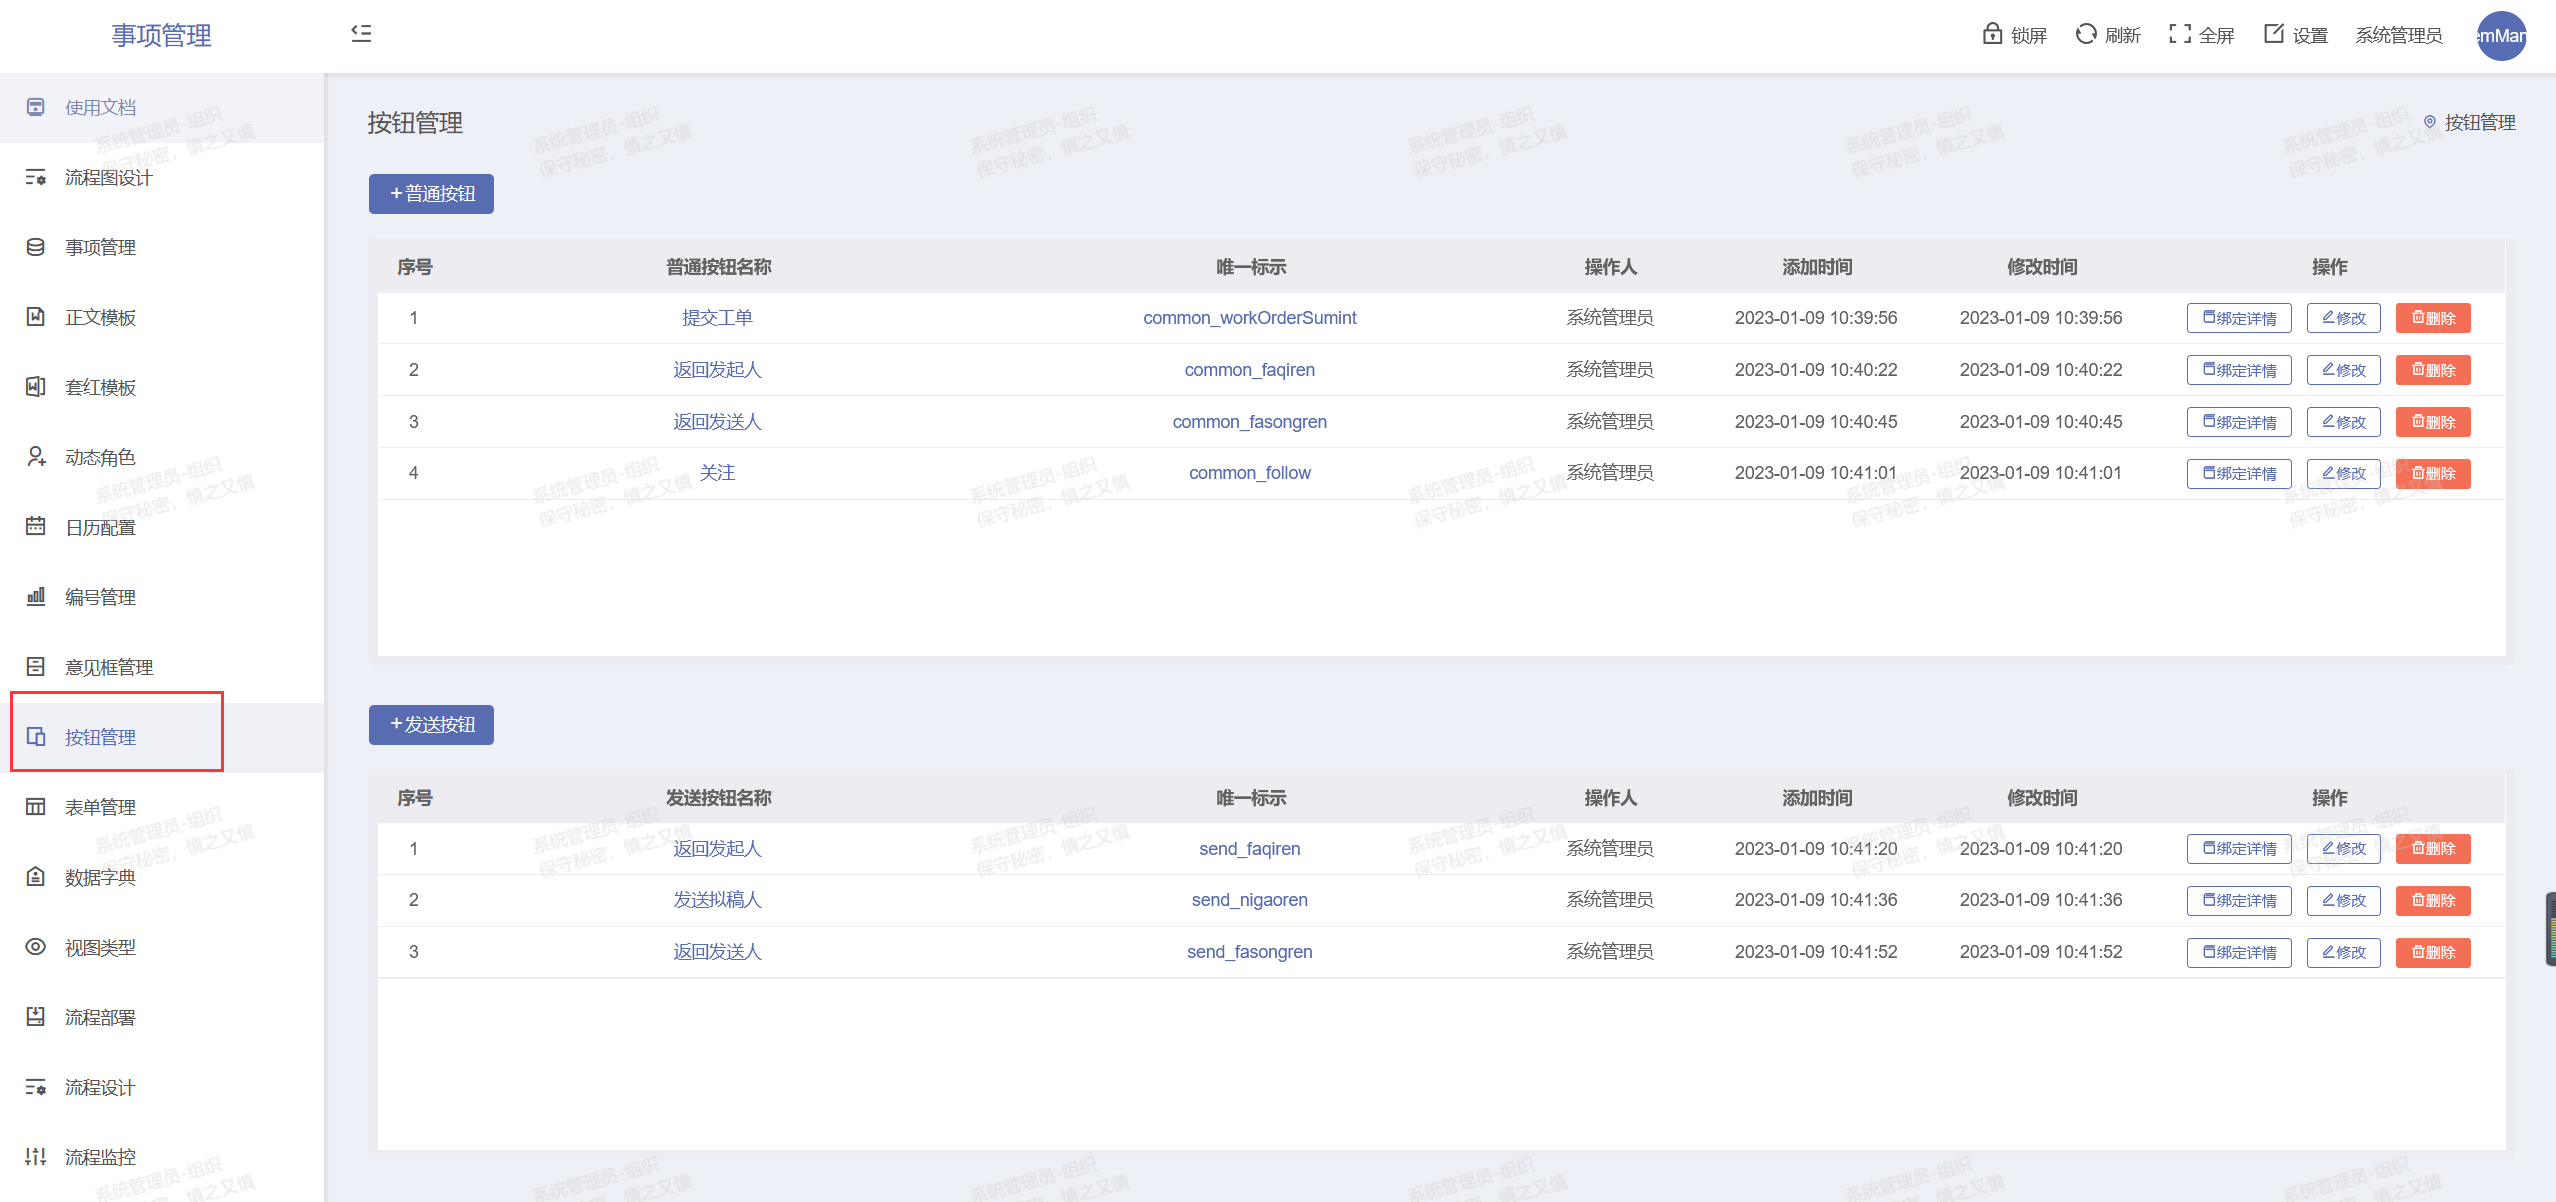 事项管理
锁屏 刷新 全屏 设置 系统管理员 emMan
使用文档
流程图设计
事项管理
正文模板
套红模板
动态角色
日历配置
编号管理
意见框管理
按钮管理
表单管理
数据字典
视图类型
流程部署
流程设计
流程监控
按钮管理
按钮管理
+普通按钮
序号 普通按钮名称 唯一标示 操作人 添加时间 修改时间 操作
1 提交工单 common_workOrderSumint 系统管理员 2023-01-09 10:39:56 2023-01-09 10:39:56 绑定详情 修改 删除
2 返回发起人 common_faqiren 系统管理员 2023-01-09 10:40:22 2023-01-09 10:40:22 绑定详情 修改 删除
3 返回发送人 common_fasongren 系统管理员 2023-01-09 10:40:45 2023-01-09 10:40:45 绑定详情 修改 删除
4 关注 common_follow 系统管理员 2023-01-09 10:41:01 2023-01-09 10:41:01 绑定详情 修改 删除
+发送按钮
序号 发送按钮名称 唯一标示 操作人 添加时间 修改时间 操作
1 返回发起人 send_faqiren 系统管理员 2023-01-09 10:41:20 2023-01-09 10:41:20 绑定详情 修改 删除
2 发送拟稿人 send_nigaoren 系统管理员 2023-01-09 10:41:36 2023-01-09 10:41:36 绑定详情 修改 删除
3 返回发送人 send_fasongren 系统管理员 2023-01-09 10:41:52 2023-01-09 10:41:52 绑定详情 修改 删除
系统管理员-组织
保守秘密，慎之又慎